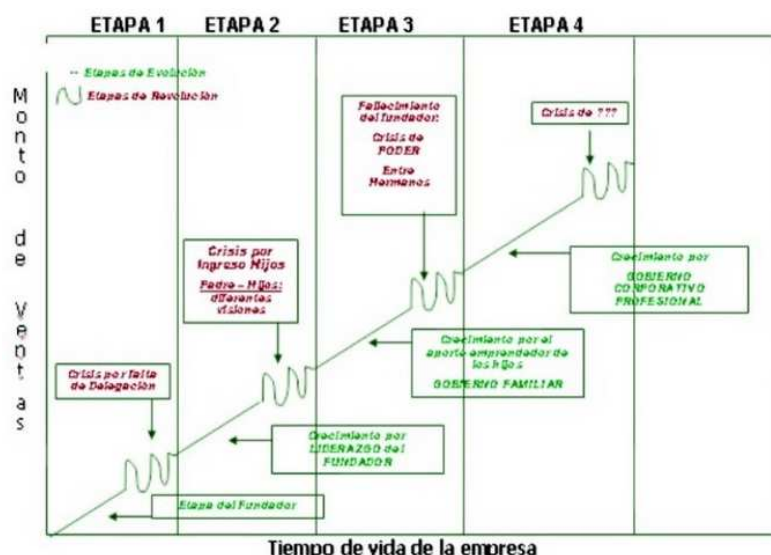 ETAPA 1
ETAPA 2
ETAPA 3
ETAPA 4
Monto de Ventas
-- Etapas de Evolución
Etapas de Revolución
Fallecimiento
del fundador:
Crisis de
PODER
Entre
Hermanos
Crisis de ???
Crisis por
Ingreso Hijos
Padre – Hijos:
diferentes
visiones
Crecimiento por
GOBIERNO
CORPORATIVO
PROFESIONAL
Crisis por falta
de Delegación
Crecimiento por el
aporte emprendedor de
los hijos
GOBIERNO FAMILIAR
Crecimiento por
LIDERAZGO del
FUNDADOR
Etapa del Fundador
Tiempo de vida de la empresa